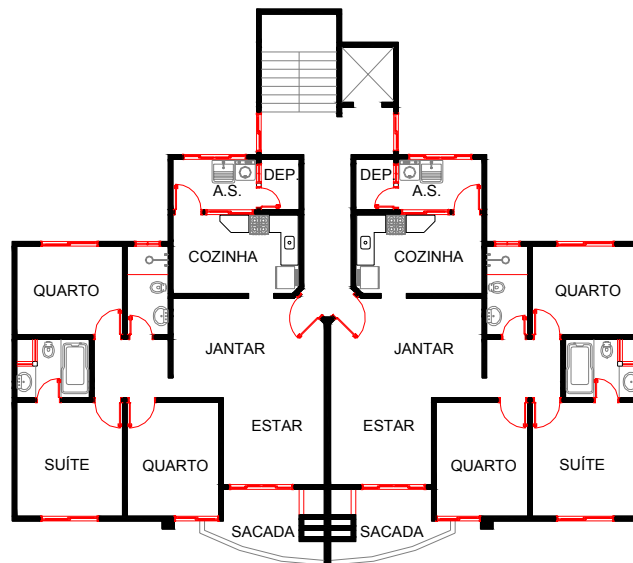 DEP. DEP.
A.S. A.S.
COZINHA COZINHA
QUARTO QUARTO
JANTAR JANTAR
ESTAR ESTAR
SUÍTE QUARTO QUARTO SUÍTE
SACADA SACADA